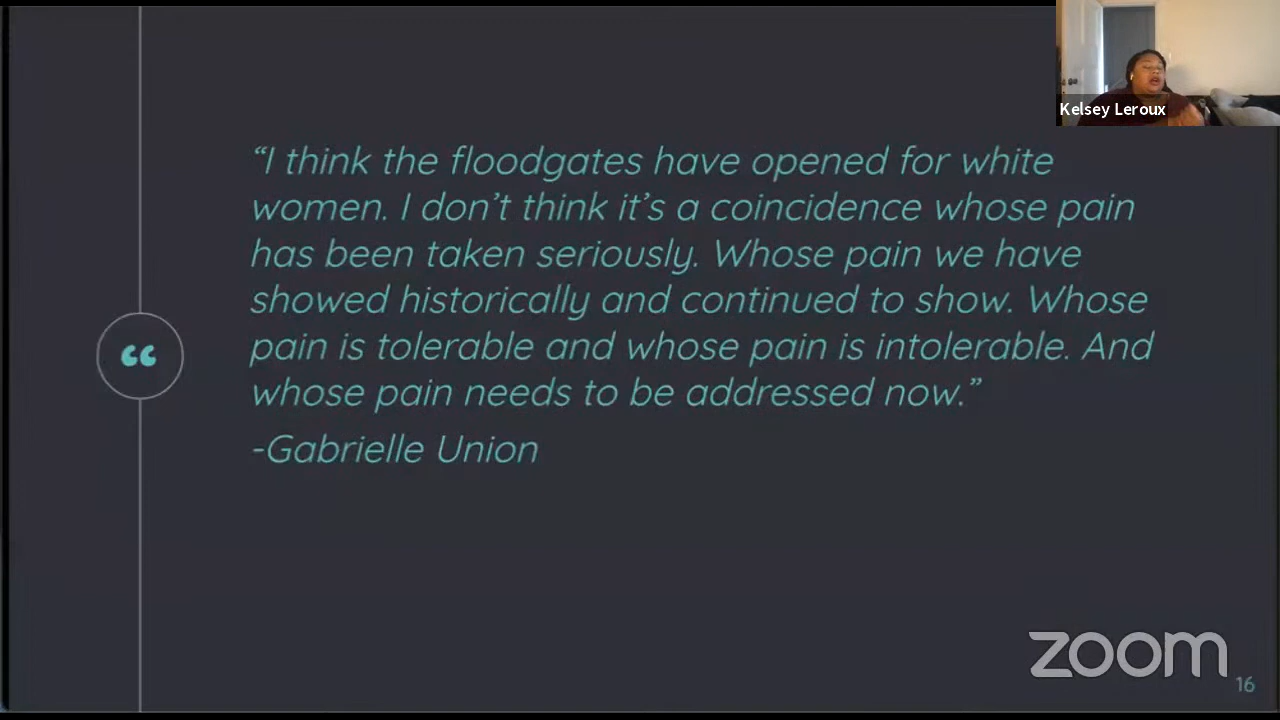 Kelsey Leroux
“I think the floodgates have opened for white
women. I don’t think it’s a coincidence whose pain
has been taken seriously. Whose pain we have
showed historically and continued to show. Whose
pain is tolerable and whose pain is intolerable. And
whose pain needs to be addressed now.”
-Gabrielle Union
zoom
16